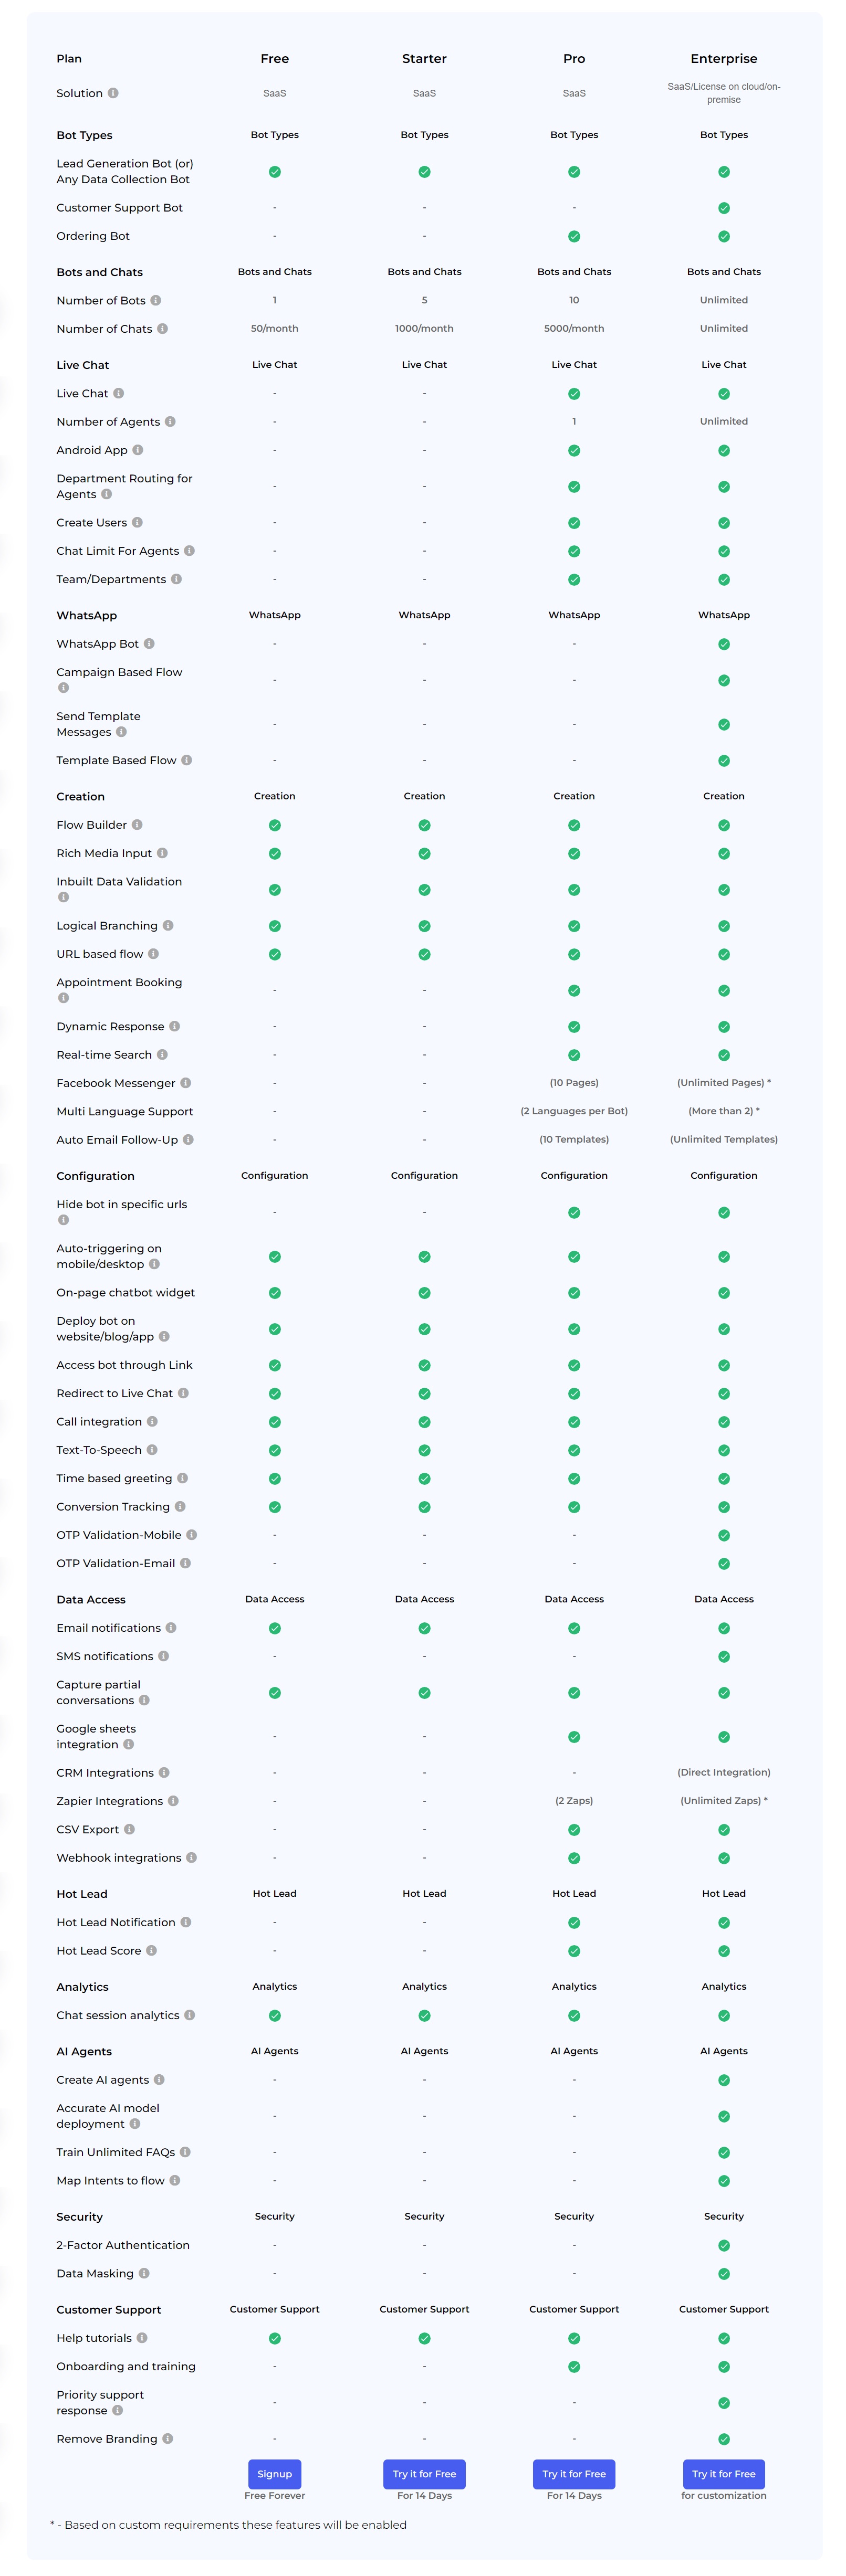 Plan Free Starter Pro Enterprise
Solution SaaS SaaS SaaS SaaS/License on cloud/on-
premise
Bot Types Bot Types Bot Types Bot Types Bot Types
Lead Generation Bot (or)
Any Data Collection Bot
Customer Support Bot - - -
Ordering Bot - -
Bots and Chats Bots and Chats Bots and Chats Bots and Chats Bots and Chats
Number of Bots 1 5 10 Unlimited
Number of Chats 50/month 1000/month 5000/month Unlimited
Live Chat Live Chat Live Chat Live Chat Live Chat
Live Chat - -
Number of Agents - - 1 Unlimited
Android App - -
Department Routing for
Agents - -
Create Users - -
Chat Limit For Agents - -
Team/Departments - -
WhatsApp WhatsApp WhatsApp WhatsApp WhatsApp
WhatsApp Bot - - -
Campaign Based Flow - - -
Send Template
Messages - - -
Template Based Flow - - -
Creation Creation Creation Creation Creation
Flow Builder
Rich Media Input
Inbuilt Data Validation
Logical Branching
URL based flow
Appointment Booking - -
Dynamic Response - -
Real-time Search - -
Facebook Messenger - - (10 Pages) (Unlimited Pages) *
Multi Language Support - - (2 Languages per Bot) (More than 2) *
Auto Email Follow-Up - - (10 Templates) (Unlimited Templates)
Configuration Configuration Configuration Configuration Configuration
Hide bot in specific urls - -
Auto-triggering on
mobile/desktop
On-page chatbot widget
Deploy bot on
website/blog/app
Access bot through Link
Redirect to Live Chat
Call integration
Text-To-Speech
Time based greeting
Conversion Tracking
OTP Validation-Mobile - - -
OTP Validation-Email - - -
Data Access Data Access Data Access Data Access Data Access
Email notifications
SMS notifications - - -
Capture partial
conversations
Google sheets
integration - -
CRM Integrations - - - (Direct Integration)
Zapier Integrations - - (2 Zaps) (Unlimited Zaps) *
CSV Export - -
Webhook integrations - -
Hot Lead Hot Lead Hot Lead Hot Lead Hot Lead
Hot Lead Notification - -
Hot Lead Score - -
Analytics Analytics Analytics Analytics Analytics
Chat session analytics
AI Agents AI Agents AI Agents AI Agents AI Agents
Create AI agents - - -
Accurate AI model
deployment - - -
Train Unlimited FAQs - - -
Map Intents to flow - - -
Security Security Security Security Security
2-Factor Authentication - - -
Data Masking - - -
Customer Support Customer Support Customer Support Customer Support Customer Support
Help tutorials
Onboarding and training - -
Priority support
response - - -
Remove Branding - - -
Signup Try it for Free Try it for Free Try it for Free
Free Forever For 14 Days For 14 Days for customization
* - Based on custom requirements these features will be enabled